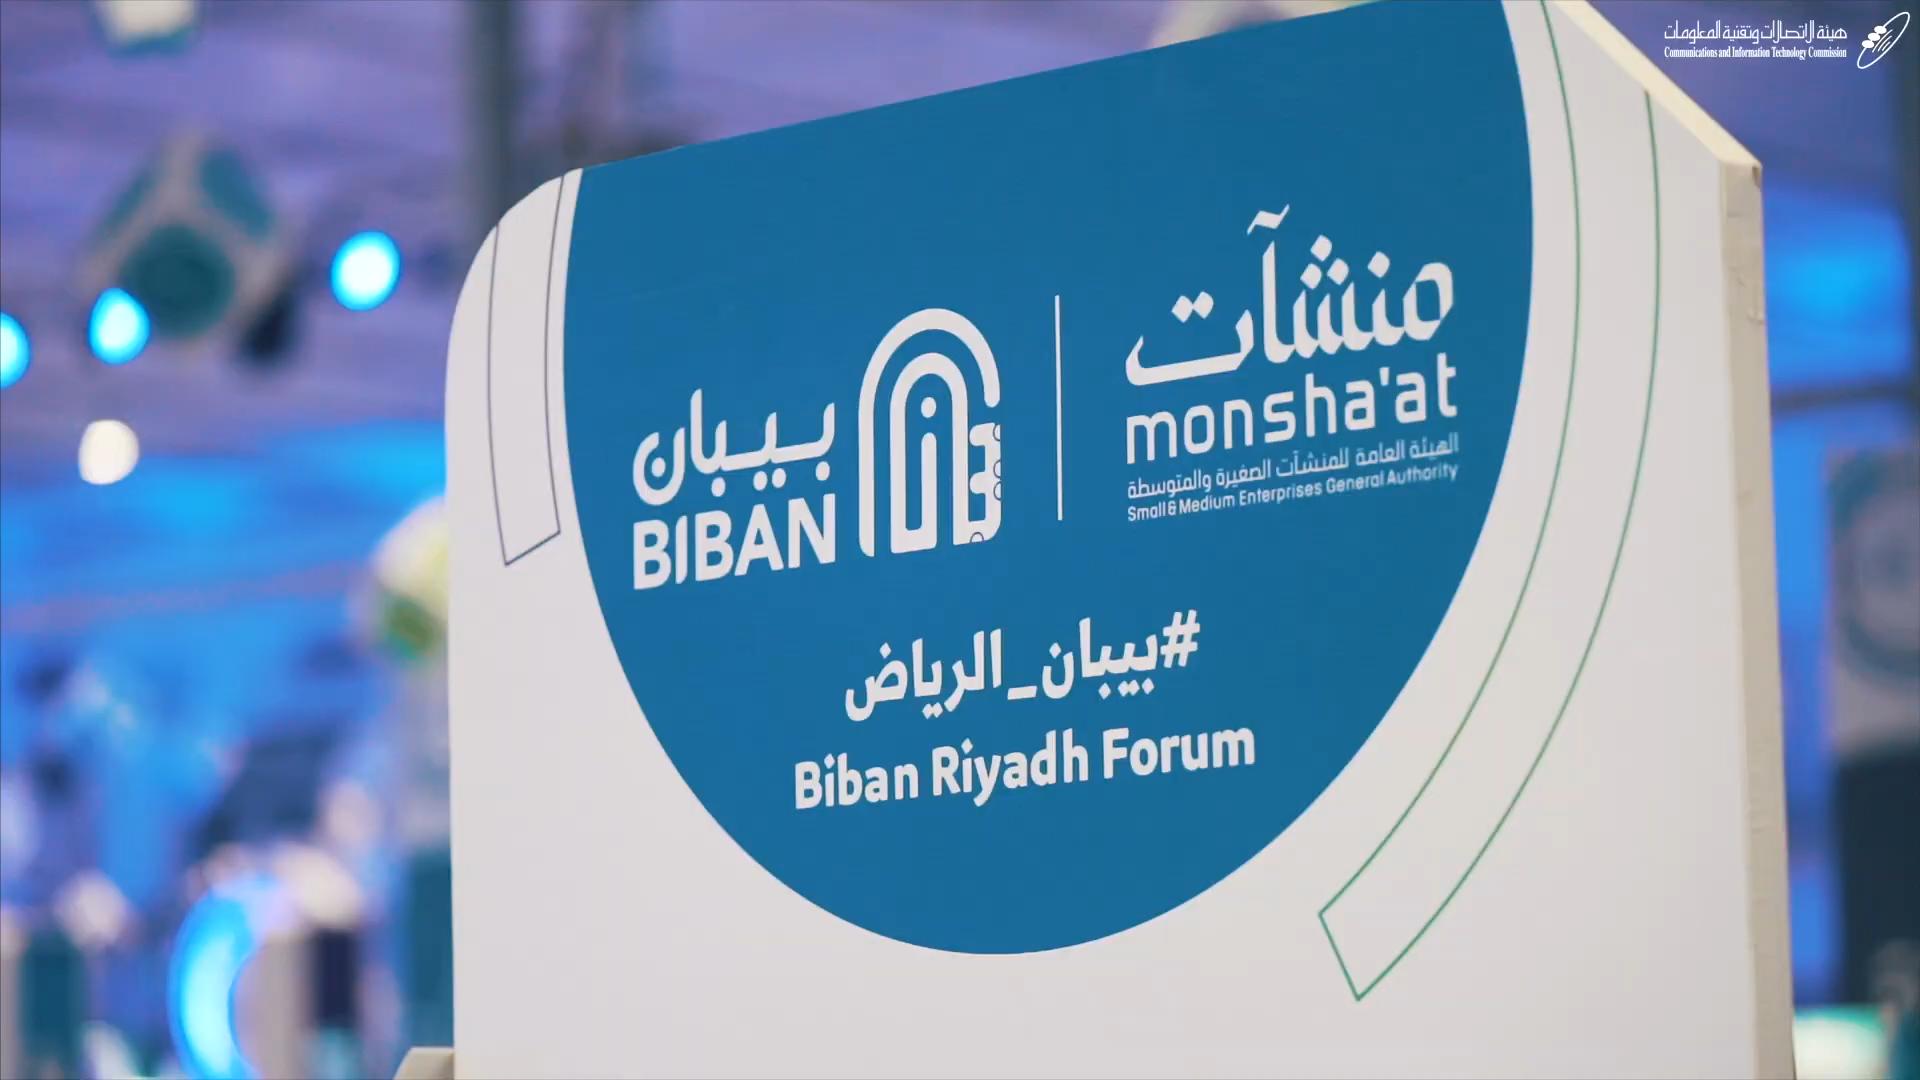 هيئة الاتصالات وتقنية المعلومات
Communications and Information Technology Commission
منشآت
monsha'at
الهيئة العامة للمنشآت الصغيرة والمتوسطة
Small & Medium Enterprises General Authority
بيبان
BIBAN
#بيبان_الرياض
Biban Riyadh Forum